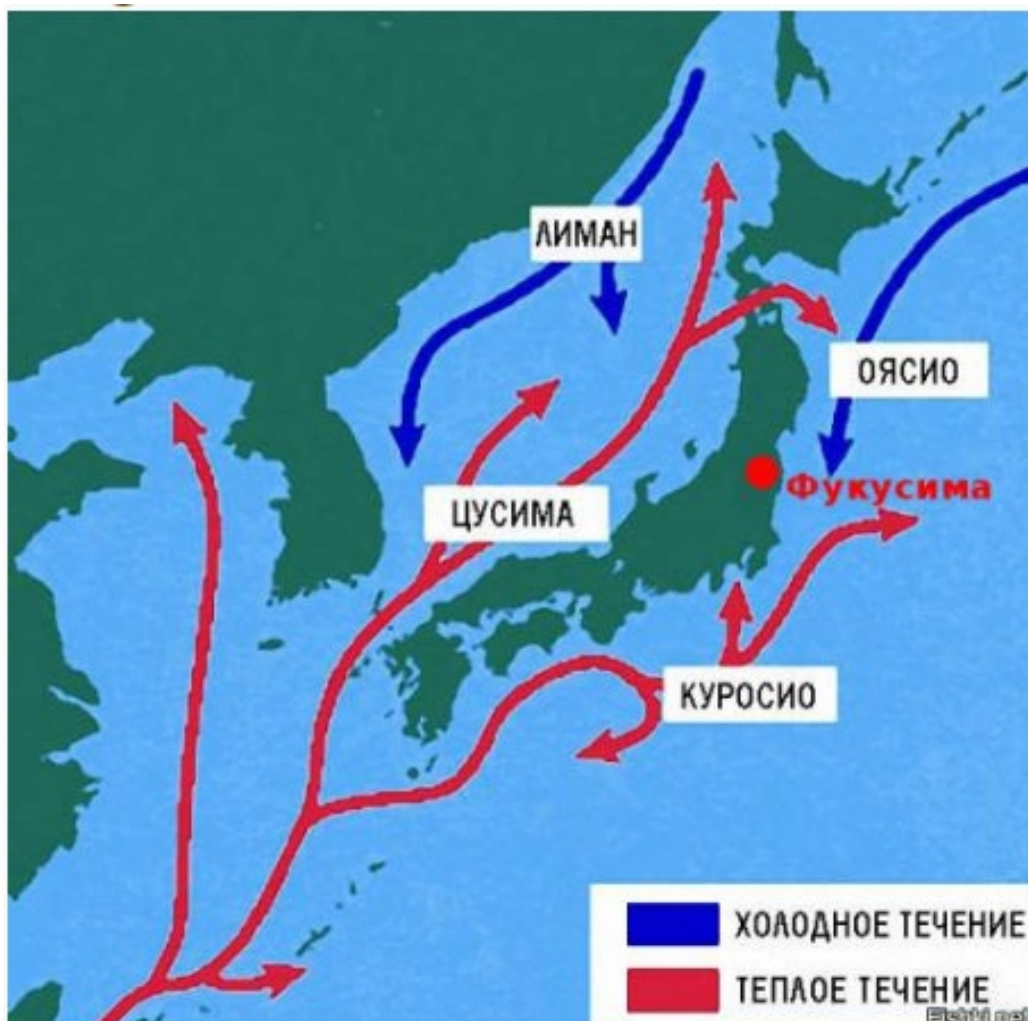 ЛИМАН
ОЯСИО
Фукусима
ЦУСИМА
КУРОСИО
ХОЛОДНОЕ ТЕЧЕНИЕ
ТЕПЛОЕ ТЕЧЕНИЕ